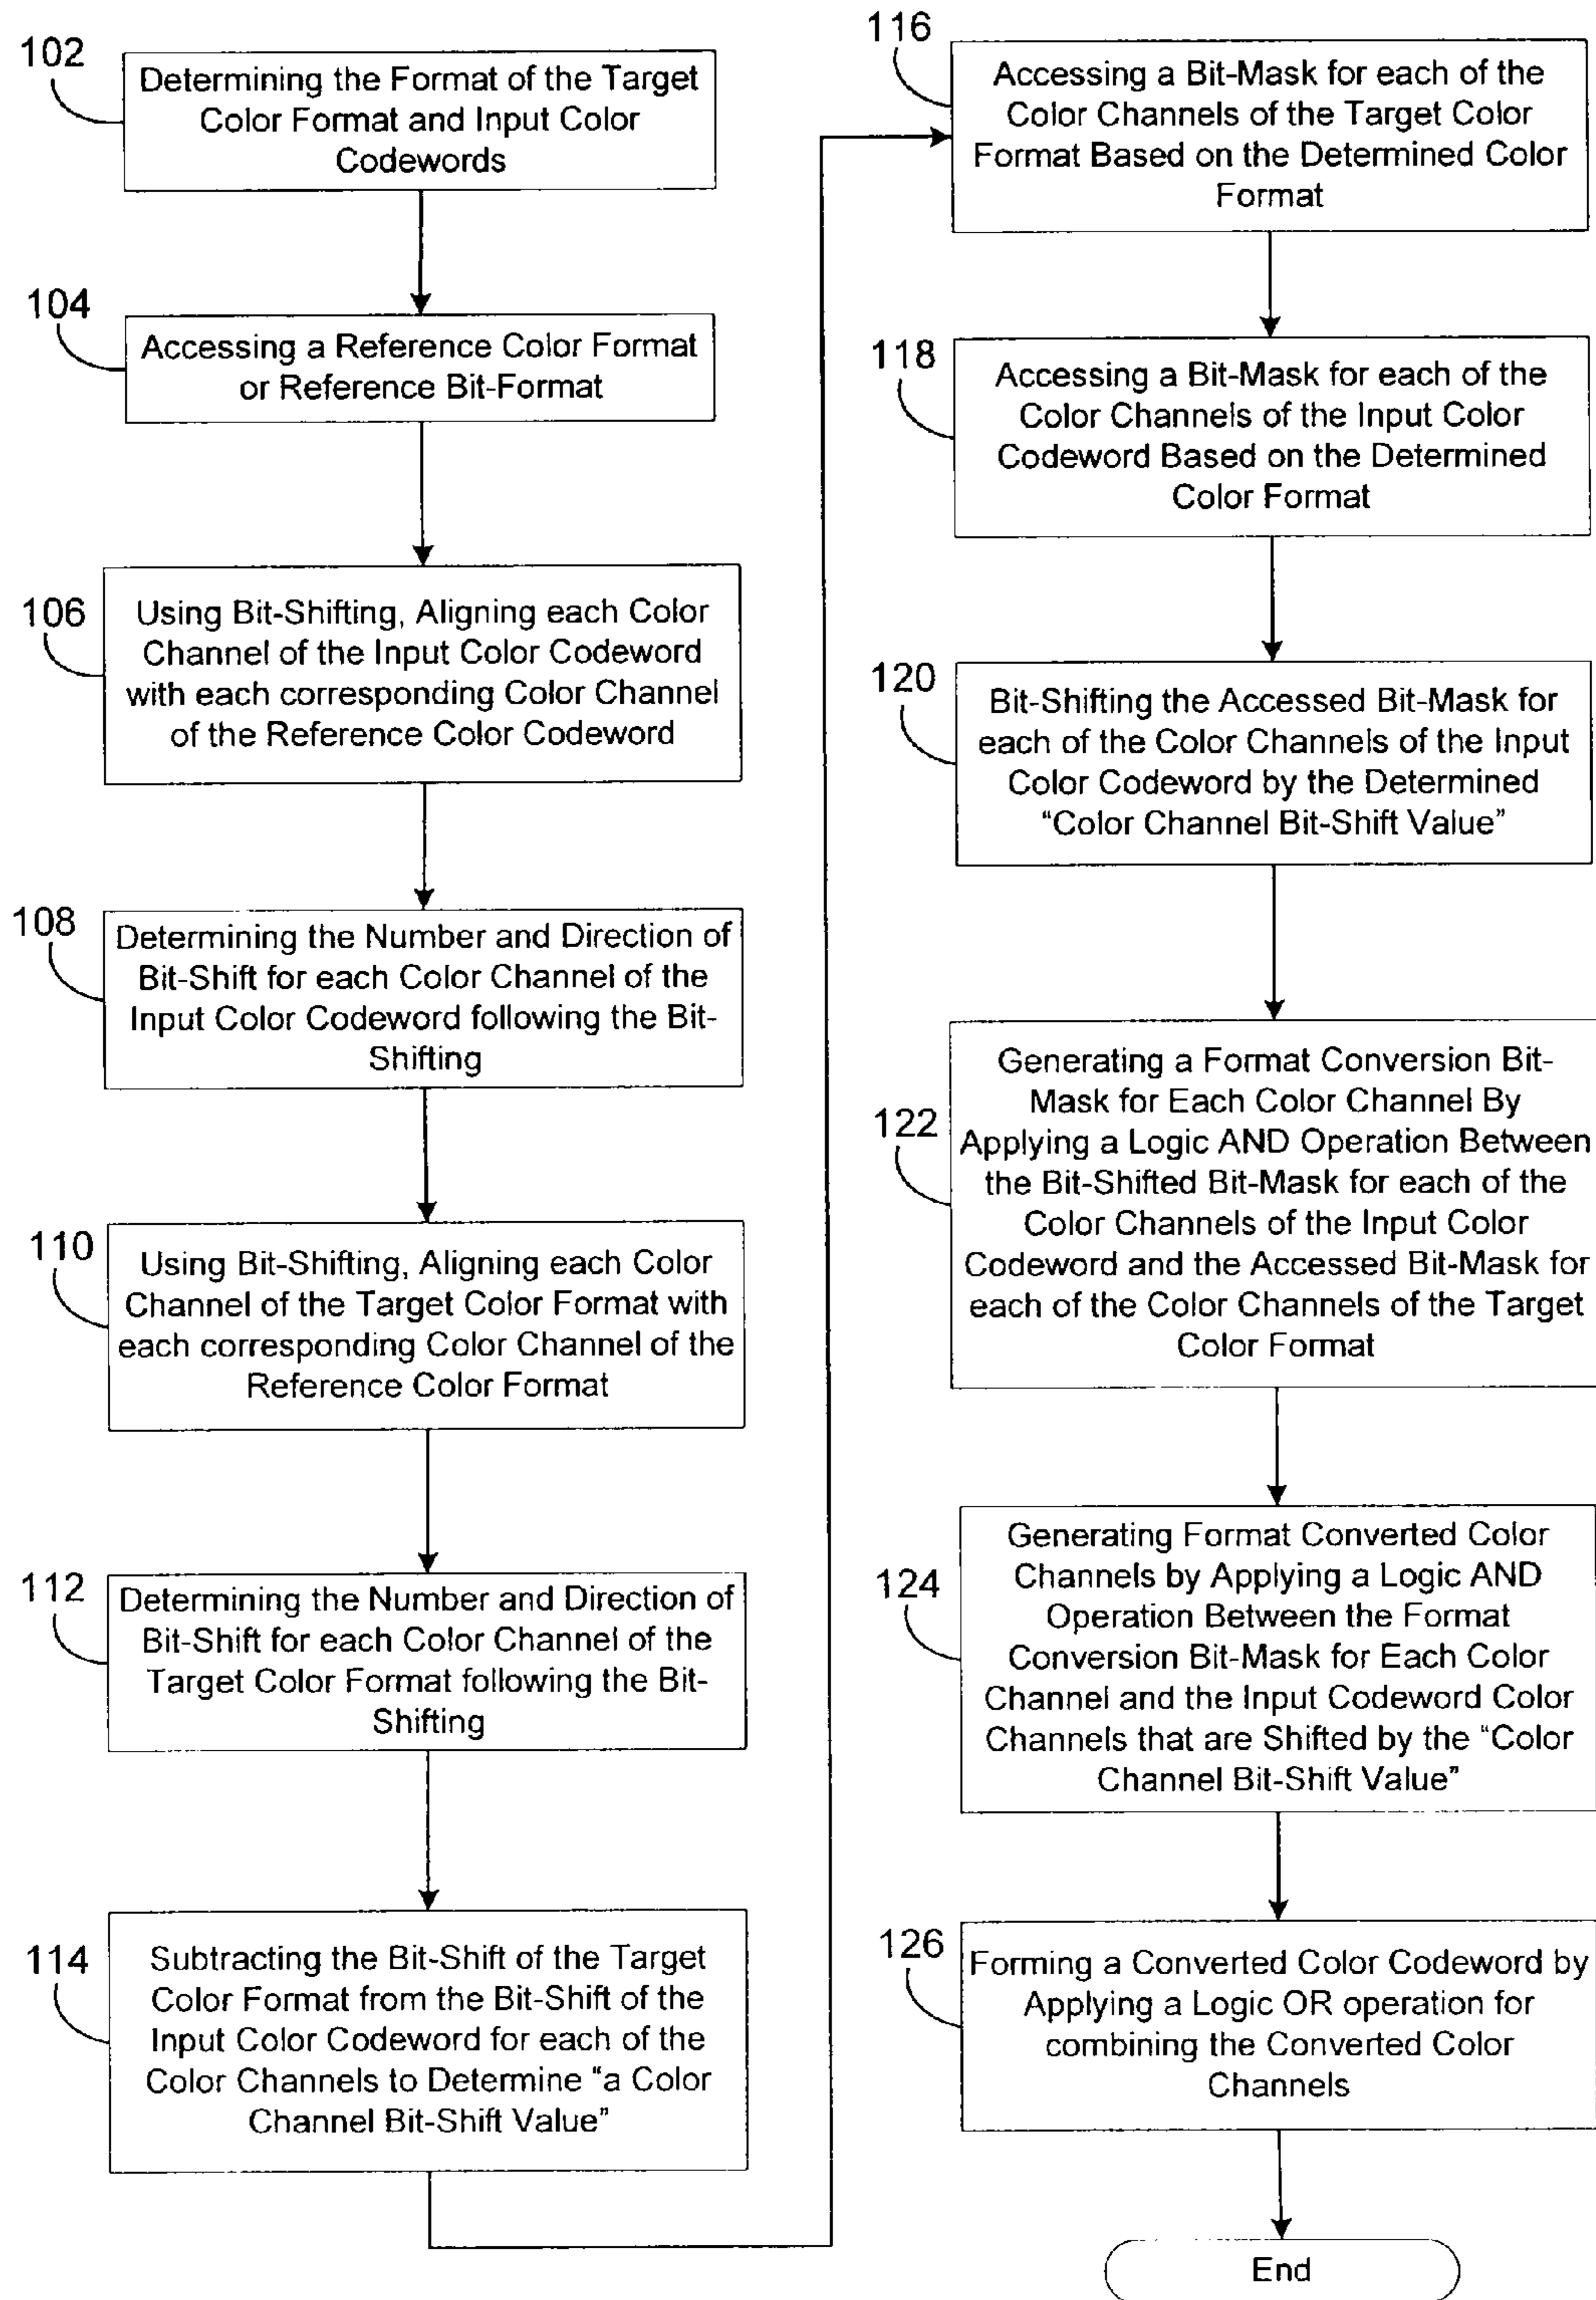 102
Determining the Format of the Target
Color Format and Input Color
Codewords
104
Accessing a Reference Color Format
or Reference Bit-Format
106
Using Bit-Shifting, Aligning each Color
Channel of the Input Color Codeword
with each corresponding Color Channel
of the Reference Color Codeword
108
Determining the Number and Direction of
Bit-Shift for each Color Channel of the
Input Color Codeword following the Bit-
Shifting
110
Using Bit-Shifting, Aligning each Color
Channel of the Target Color Format with
each corresponding Color Channel of the
Reference Color Format
112
Determining the Number and Direction of
Bit-Shift for each Color Channel of the
Target Color Format following the Bit-
Shifting
114
Subtracting the Bit-Shift of the Target
Color Format from the Bit-Shift of the
Input Color Codeword for each of the
Color Channels to Determine “a Color
Channel Bit-Shift Value”
116
Accessing a Bit-Mask for each of the
Color Channels of the Target Color
Format Based on the Determined Color
Format
118
Accessing a Bit-Mask for each of the
Color Channels of the Input Color
Codeword Based on the Determined
Color Format
120
Bit-Shifting the Accessed Bit-Mask for
each of the Color Channels of the Input
Color Codeword by the Determined
“Color Channel Bit-Shift Value”
122
Generating a Format Conversion Bit-
Mask for Each Color Channel By
Applying a Logic AND Operation Between
the Bit-Shifted Bit-Mask for each of the
Color Channels of the Input Color
Codeword and the Accessed Bit-Mask for
each of the Color Channels of the Target
Color Format
124
Generating Format Converted Color
Channels by Applying a Logic AND
Operation Between the Format
Conversion Bit-Mask for Each Color
Channel and the Input Codeword Color
Channels that are Shifted by the “Color
Channel Bit-Shift Value”
126
Forming a Converted Color Codeword by
Applying a Logic OR operation for
combining the Converted Color
Channels
End